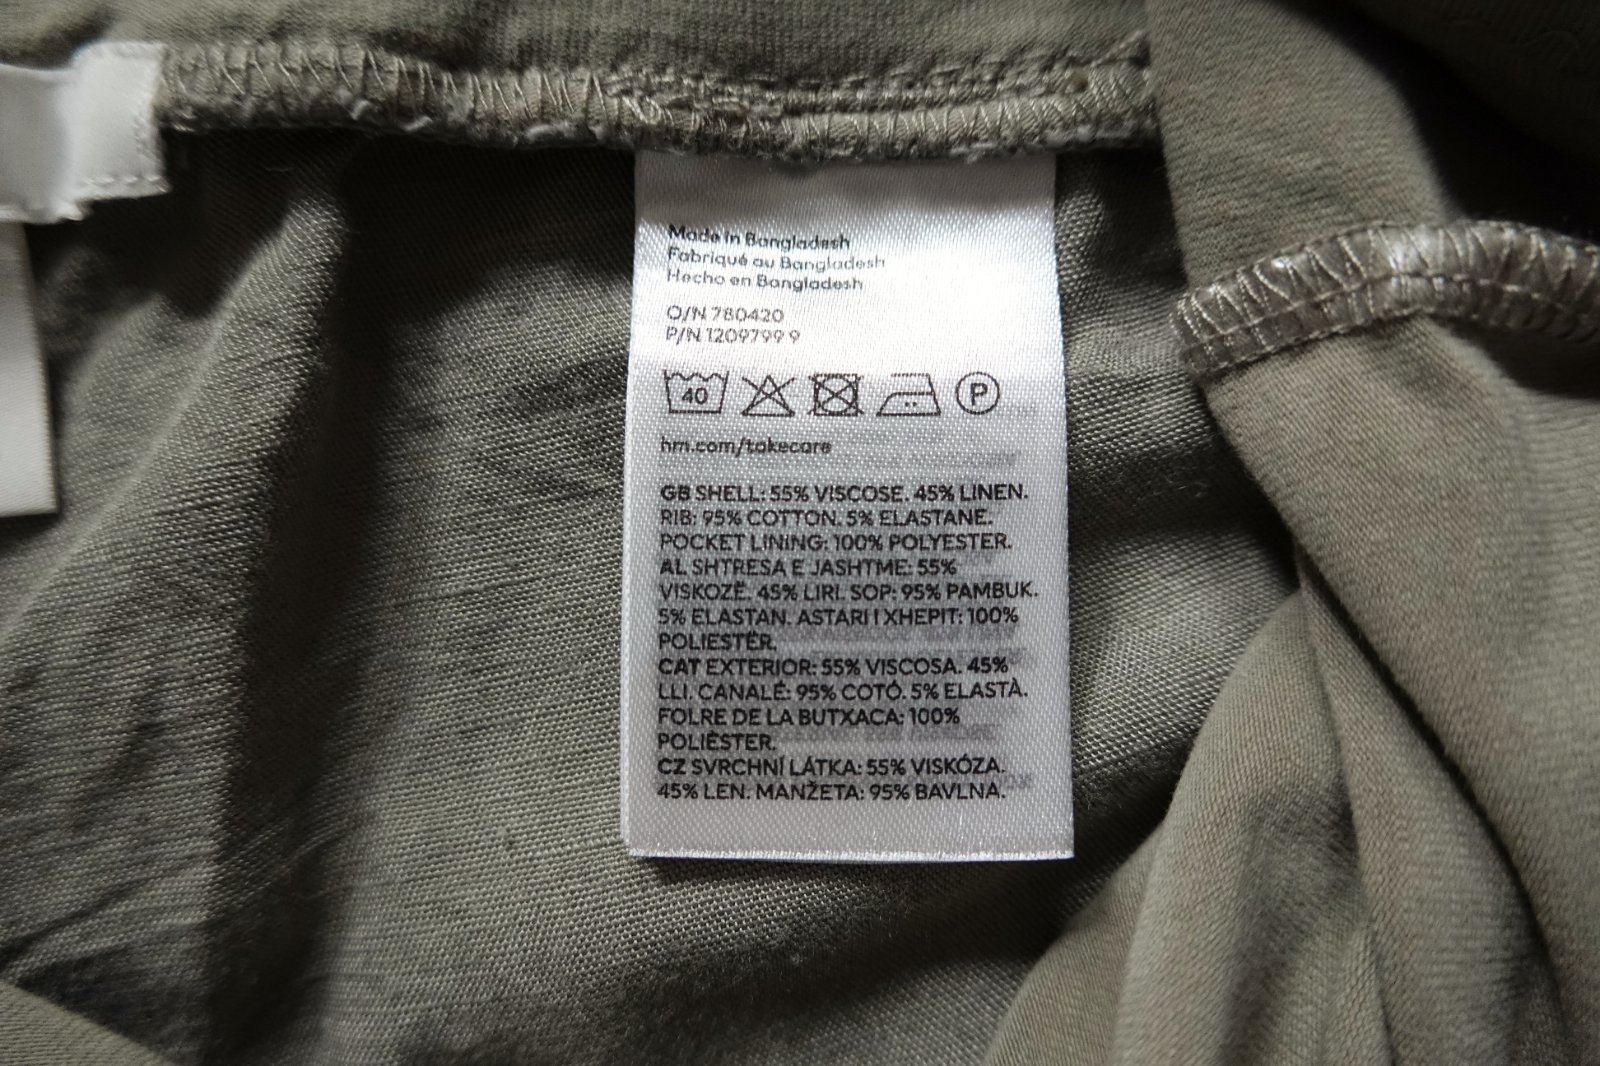 Made in Bangladesh
Fabriqué au Bangladesh
Hecho en Bangladesh
O/N 780420
P/N 1209799 9
40
P
hm.com/takecare
GB SHELL: 55% VISCOSE. 45% LINEN.
RIB: 95% COTTON. 5% ELASTANE.
POCKET LINING: 100% POLYESTER.
AL SHTRESA E JASHTME: 55%
VISKOZË. 45% LIRI. SOP: 95% PAMBUK.
5% ELASTAN. ASTARI I XHEPIT: 100%
POLIESTËR.
CAT EXTERIOR: 55% VISCOSA. 45%
LLI. CANALÉ: 95% COTÓ. 5% ELASTÀ.
FOLRE DE LA BUTXACA: 100%
POLIÈSTER.
CZ SVRCHNÍ LÁTKA: 55% VISKÓZA.
45% LEN. MANŽETA: 95% BAVLNA.